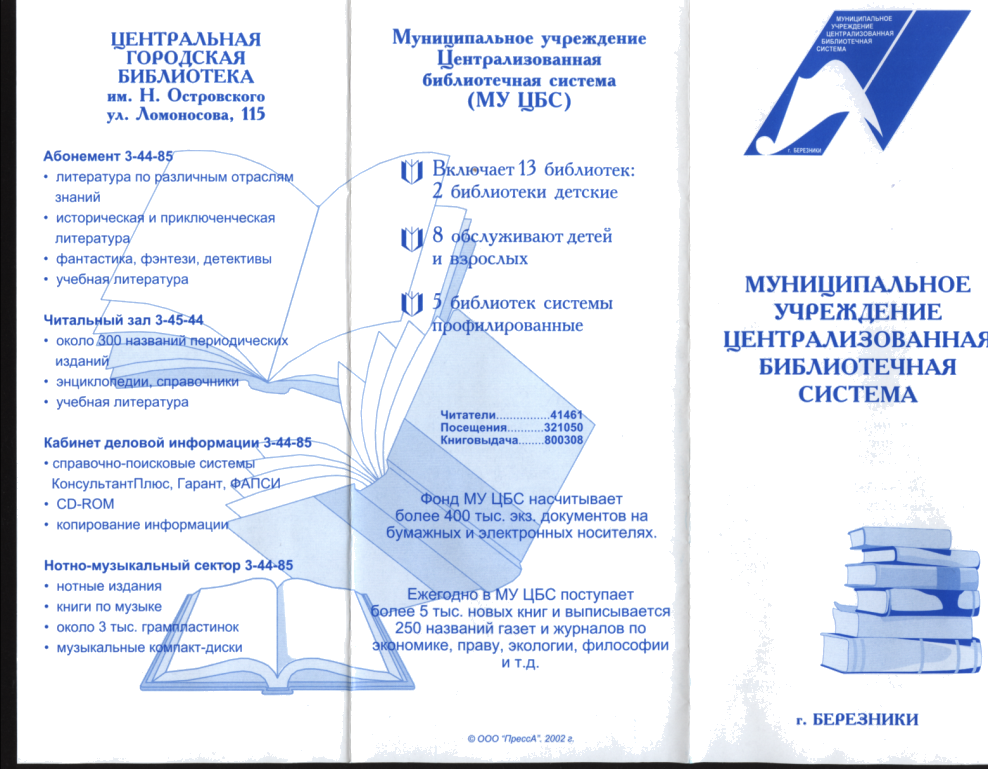 ЦЕНТРАЛЬНАЯ
ГОРОДСКАЯ
БИБЛИОТЕКА
им. Н. Островского
ул. Ломоносова, 115
Абонемент 3-44-85
• литература по различным отраслям
знаний
• историческая и приключенческая
литература
• фантастика, фэнтези, детективы
• учебная литература
Читальный зал 3-45-44
• около 300 названий периодических
изданий
• энциклопедии, справочники
• учебная литература
Кабинет деловой информации 3-44-85
• справочно-поисковые системы
КонсультантПлюс, Гарант, ФАПСИ
• CD-ROM
• копирование информации
Нотно-музыкальный сектор 3-44-85
• нотные издания
• книги по музыке
• около 3 тыс. грампластинок
• музыкальные компакт-диски
Муниципальное учреждение
Централизованная
библиотечная система
(МУ ЦБС)
Включает 13 библиотек:
2 библиотеки детские
8 обслуживают детей
и взрослых
5 библиотек системы
профилированные
Читатели................41461
Посещения...........321050
Книговыдача........800308
Фонд МУ ЦБС насчитывает
более 400 тыс. экз. документов на
бумажных и электронных носителях.
Ежегодно в МУ ЦБС поступает
более 5 тыс. новых книг и выписывается
250 названий газет и журналов по
экономике, праву, экологии, философии
и т.д.
© ООО "ПрессА". 2002 г.
МУНИЦИПАЛЬНОЕ
УЧРЕЖДЕНИЕ
ЦЕНТРАЛИЗОВАННАЯ
БИБЛИОТЕЧНАЯ
СИСТЕМА
г. БЕРЕЗНИКИ
МУНИЦИПАЛЬНОЕ
УЧРЕЖДЕНИЕ
ЦЕНТРАЛИЗОВАННАЯ
БИБЛИОТЕЧНАЯ
СИСТЕМА
г. БЕРЕЗНИКИ